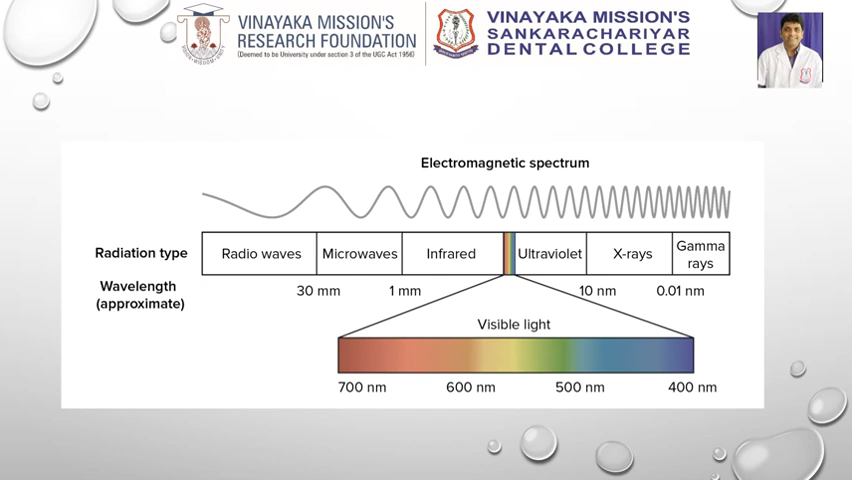 VINAYAKA MISSION'S
RESEARCH FOUNDATION
(Deemed to be University under section 3 of the UGC Act 1956)
VINAYAKA MISSION'S
SANKARACHARIYAR
DENTAL COLLEGE
Electromagnetic spectrum
Radiation type
Radio waves
Microwaves
Infrared
Ultraviolet
X-rays
Gamma
rays
Wavelength
(approximate)
30 mm
1 mm
10 nm
0.01 nm
Visible light
700 nm
600 nm
500 nm
400 nm